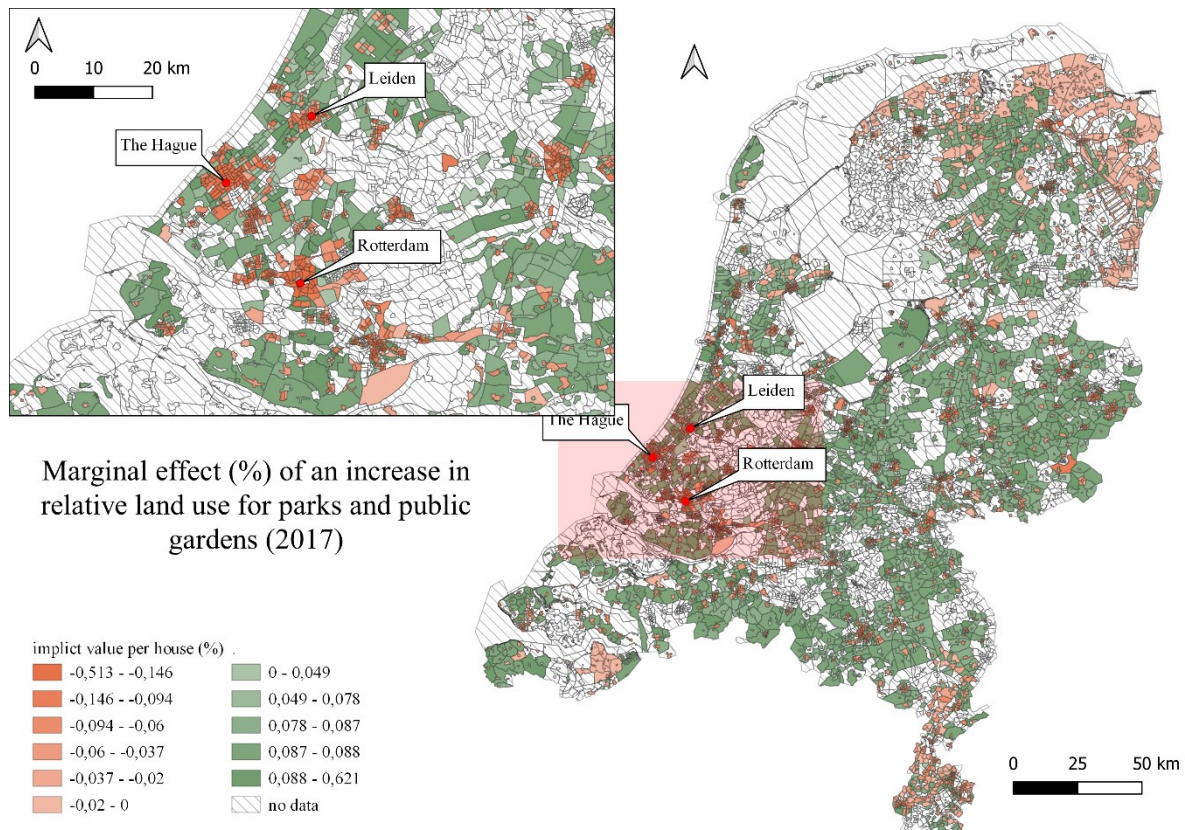 0 10 20 km
Leiden
The Hague
Rotterdam
Leiden
The Hague
Rotterdam
Marginal effect (%) of an increase in
relative land use for parks and public
gardens (2017)
implict value per house (%) .
-0,513 - -0,146
-0,146 - -0,094
-0,094 - -0,06
-0,06 - -0,037
-0,037 - -0,02
-0,02 - 0
0 - 0,049
0,049 - 0,078
0,078 - 0,087
0,087 - 0,088
0,088 - 0,621
no data
0 25 50 km